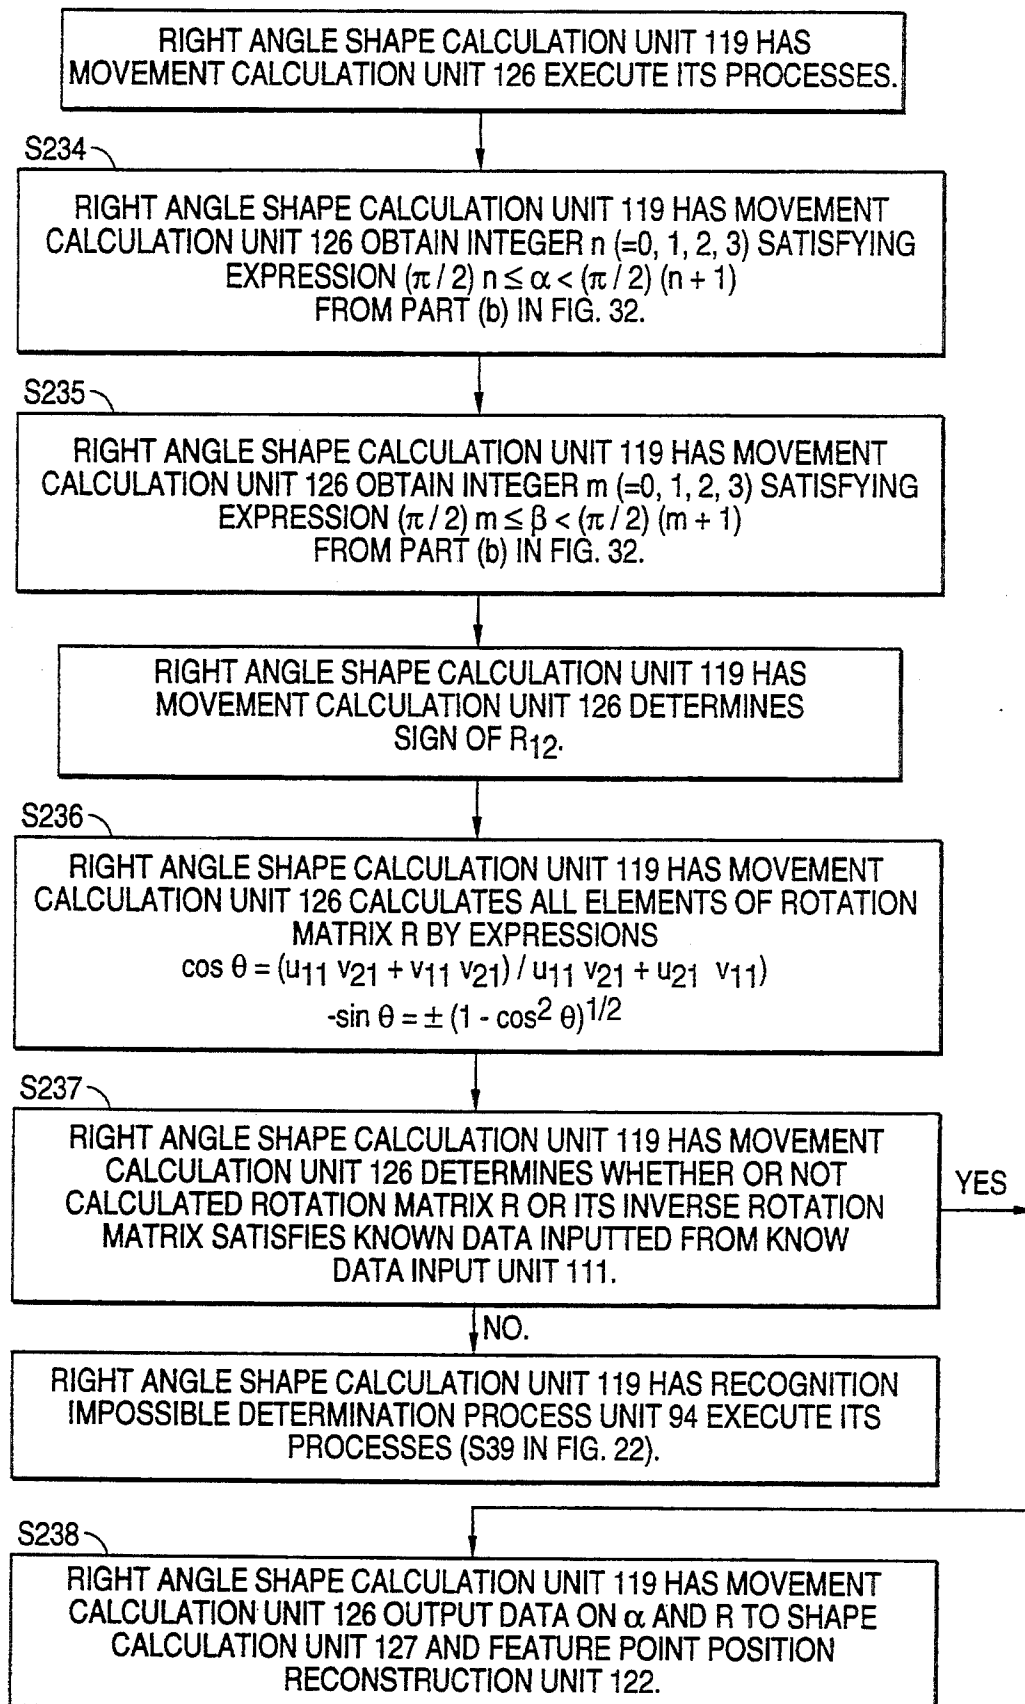 RIGHT ANGLE SHAPE CALCULATION UNIT 119 HAS
MOVEMENT CALCULATION UNIT 126 EXECUTE ITS PROCESSES.
S234
RIGHT ANGLE SHAPE CALCULATION UNIT 119 HAS MOVEMENT
CALCULATION UNIT 126 OBTAIN INTEGER n (=0, 1, 2, 3) SATISFYING
EXPRESSION (π / 2) n ≤ α < (π / 2) (n + 1)
FROM PART (b) IN FIG. 32.
S235
RIGHT ANGLE SHAPE CALCULATION UNIT 119 HAS MOVEMENT
CALCULATION UNIT 126 OBTAIN INTEGER m (=0, 1, 2, 3) SATISFYING
EXPRESSION (π / 2) m ≤ β < (π / 2) (m + 1)
FROM PART (b) IN FIG. 32.
RIGHT ANGLE SHAPE CALCULATION UNIT 119 HAS
MOVEMENT CALCULATION UNIT 126 DETERMINES
SIGN OF R12.
S236
RIGHT ANGLE SHAPE CALCULATION UNIT 119 HAS MOVEMENT
CALCULATION UNIT 126 CALCULATES ALL ELEMENTS OF ROTATION
MATRIX R BY EXPRESSIONS
cos θ = (u11 v21 + v11 v21) / u11 v21 + u21 v11)
-sin θ = ± (1 - cos2 θ)1/2
S237
RIGHT ANGLE SHAPE CALCULATION UNIT 119 HAS MOVEMENT
CALCULATION UNIT 126 DETERMINES WHETHER OR NOT
CALCULATED ROTATION MATRIX R OR ITS INVERSE ROTATION
MATRIX SATISFIES KNOWN DATA INPUTTED FROM KNOW
DATA INPUT UNIT 111.
YES
NO.
RIGHT ANGLE SHAPE CALCULATION UNIT 119 HAS RECOGNITION
IMPOSSIBLE DETERMINATION PROCESS UNIT 94 EXECUTE ITS
PROCESSES (S39 IN FIG. 22).
S238
RIGHT ANGLE SHAPE CALCULATION UNIT 119 HAS MOVEMENT
CALCULATION UNIT 126 OUTPUT DATA ON α AND R TO SHAPE
CALCULATION UNIT 127 AND FEATURE POINT POSITION
RECONSTRUCTION UNIT 122.